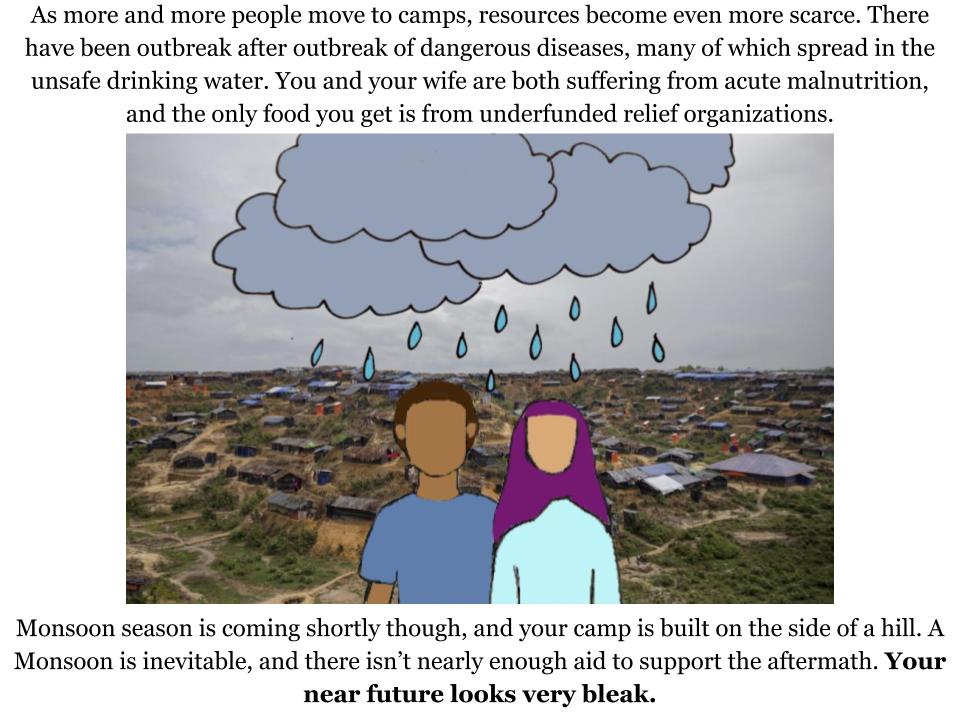 As more and more people move to camps, resources become even more scarce. There
have been outbreak after outbreak of dangerous diseases, many of which spread in the
unsafe drinking water. You and your wife are both suffering from acute malnutrition,
and the only food you get is from underfunded relief organizations.
Monsoon season is coming shortly though, and your camp is built on the side of a hill. A
Monsoon is inevitable, and there isn’t nearly enough aid to support the aftermath. Your
near future looks very bleak.